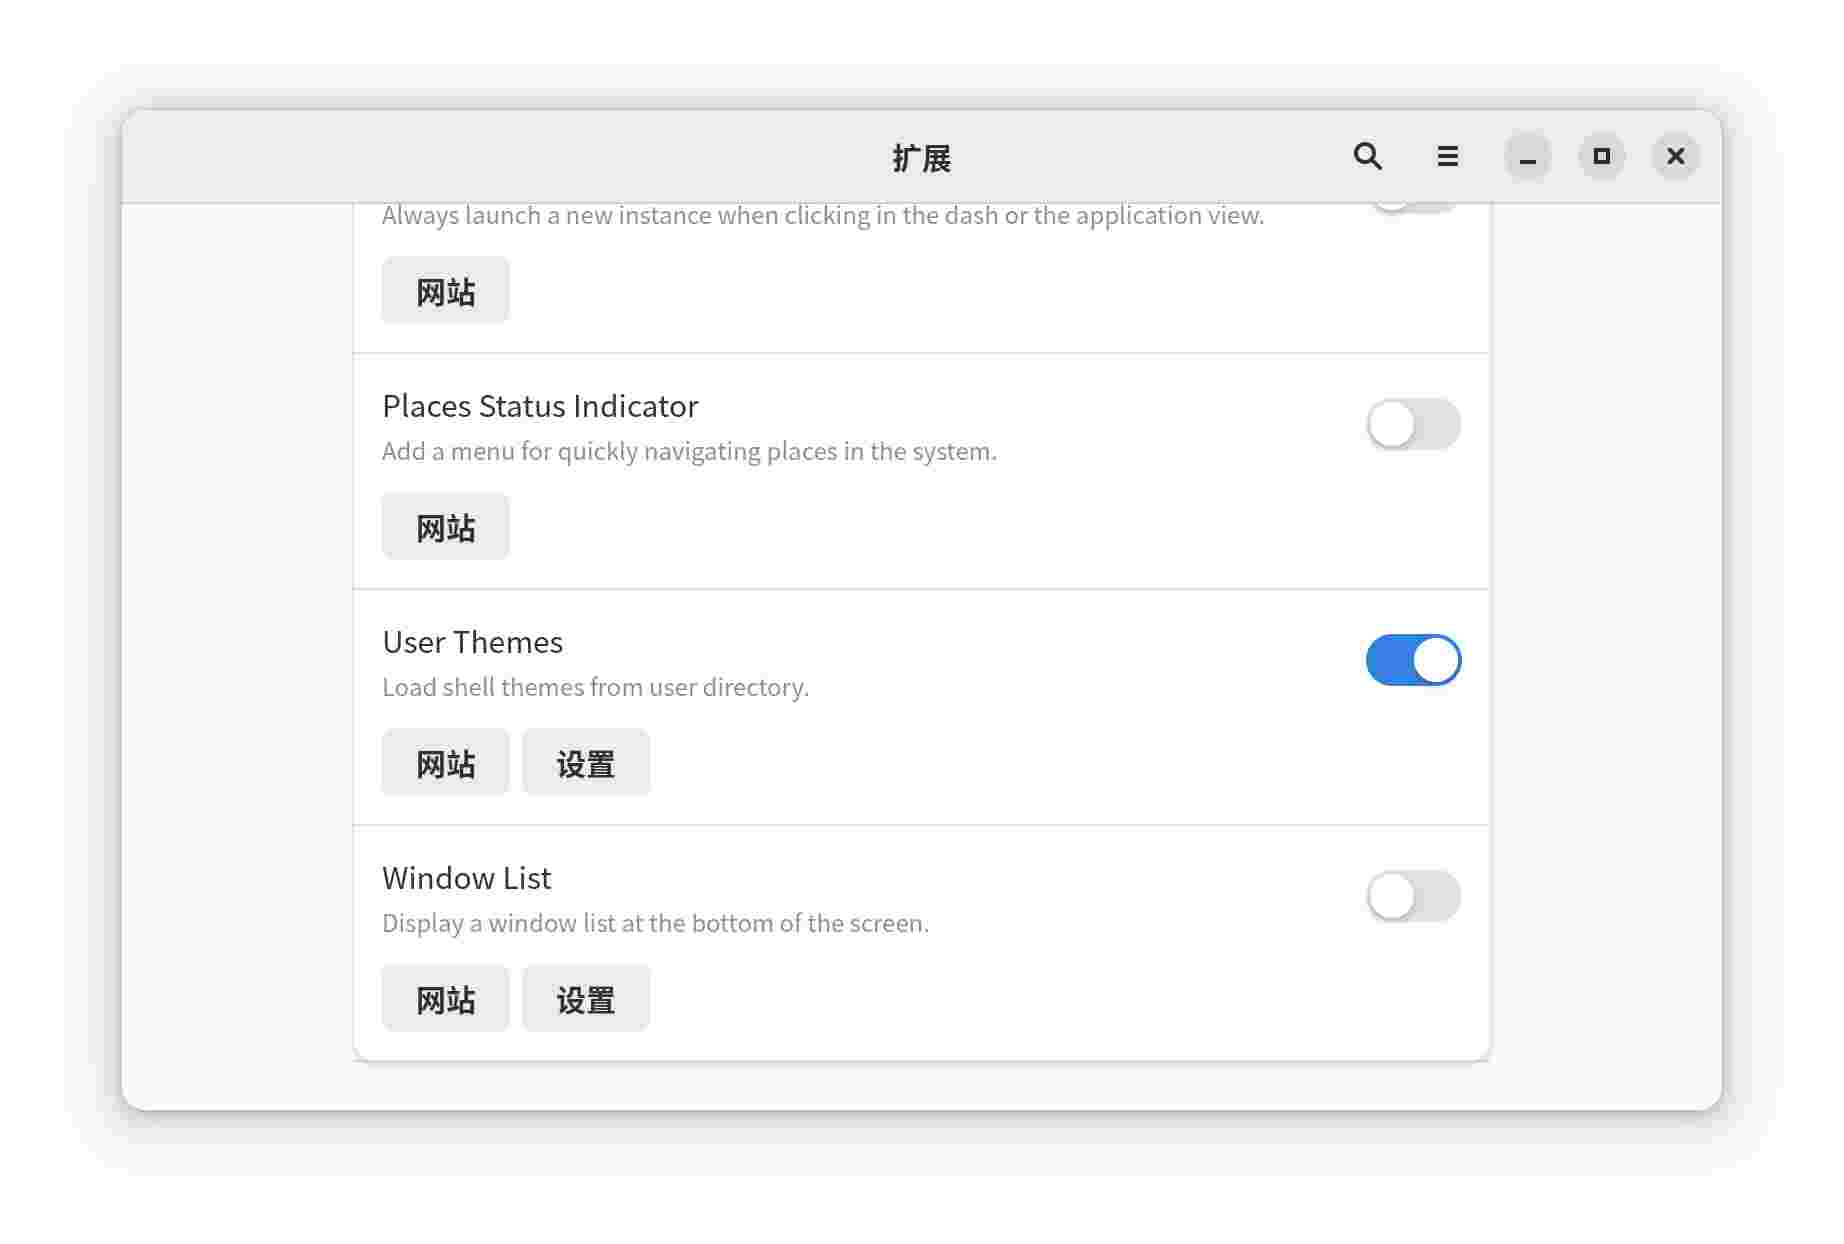 扩展
Always launch a new instance when clicking in the dash or the application view.
网站
Places Status Indicator
Add a menu for quickly navigating places in the system.
网站
User Themes
Load shell themes from user directory.
网站 设置
Window List
Display a window list at the bottom of the screen.
网站 设置